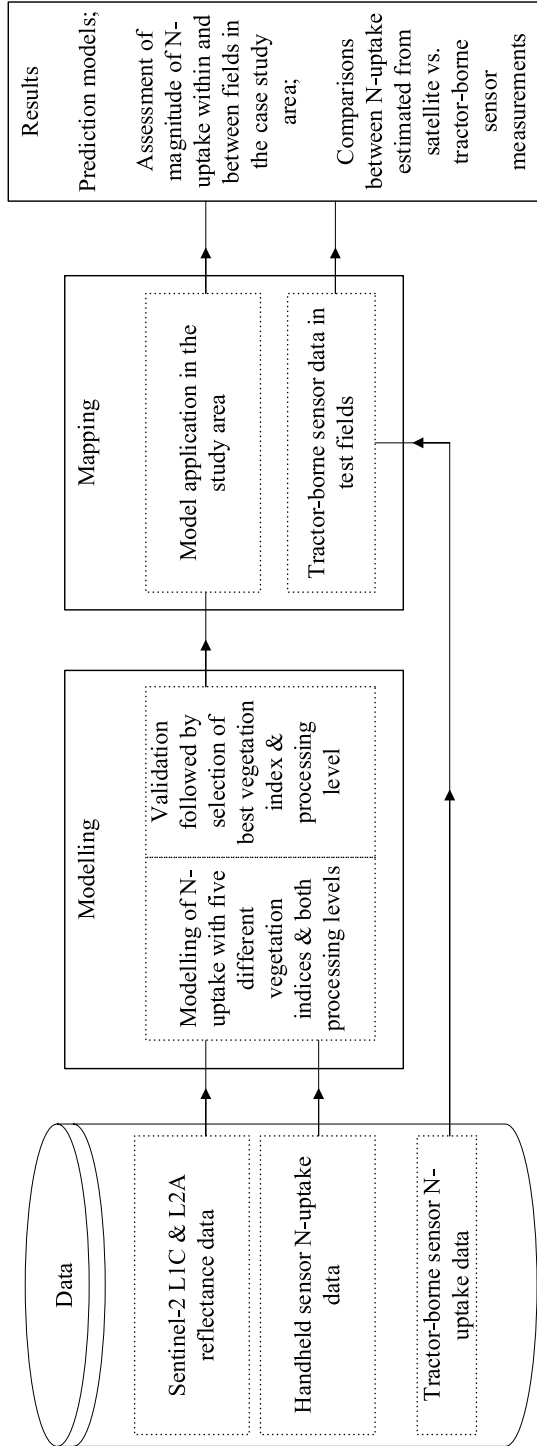 Data
Sentinel-2 L1C & L2A
reflectance data
Handheld sensor N-uptake
data
Tractor-borne sensor N-
uptake data
Modelling
Modelling of N-
uptake with five
different
vegetation
indices & both
processing levels
Validation
followed by
selection of
best vegetation
index &
processing
level
Mapping
Model application in the
study area
Tractor-borne sensor data in
test fields
Results
Prediction models;
Assessment of
magnitude of N-
uptake within and
between fields in
the case study
area;
Comparisons
between N-uptake
estimated from
satellite vs.
tractor-borne
sensor
measurements